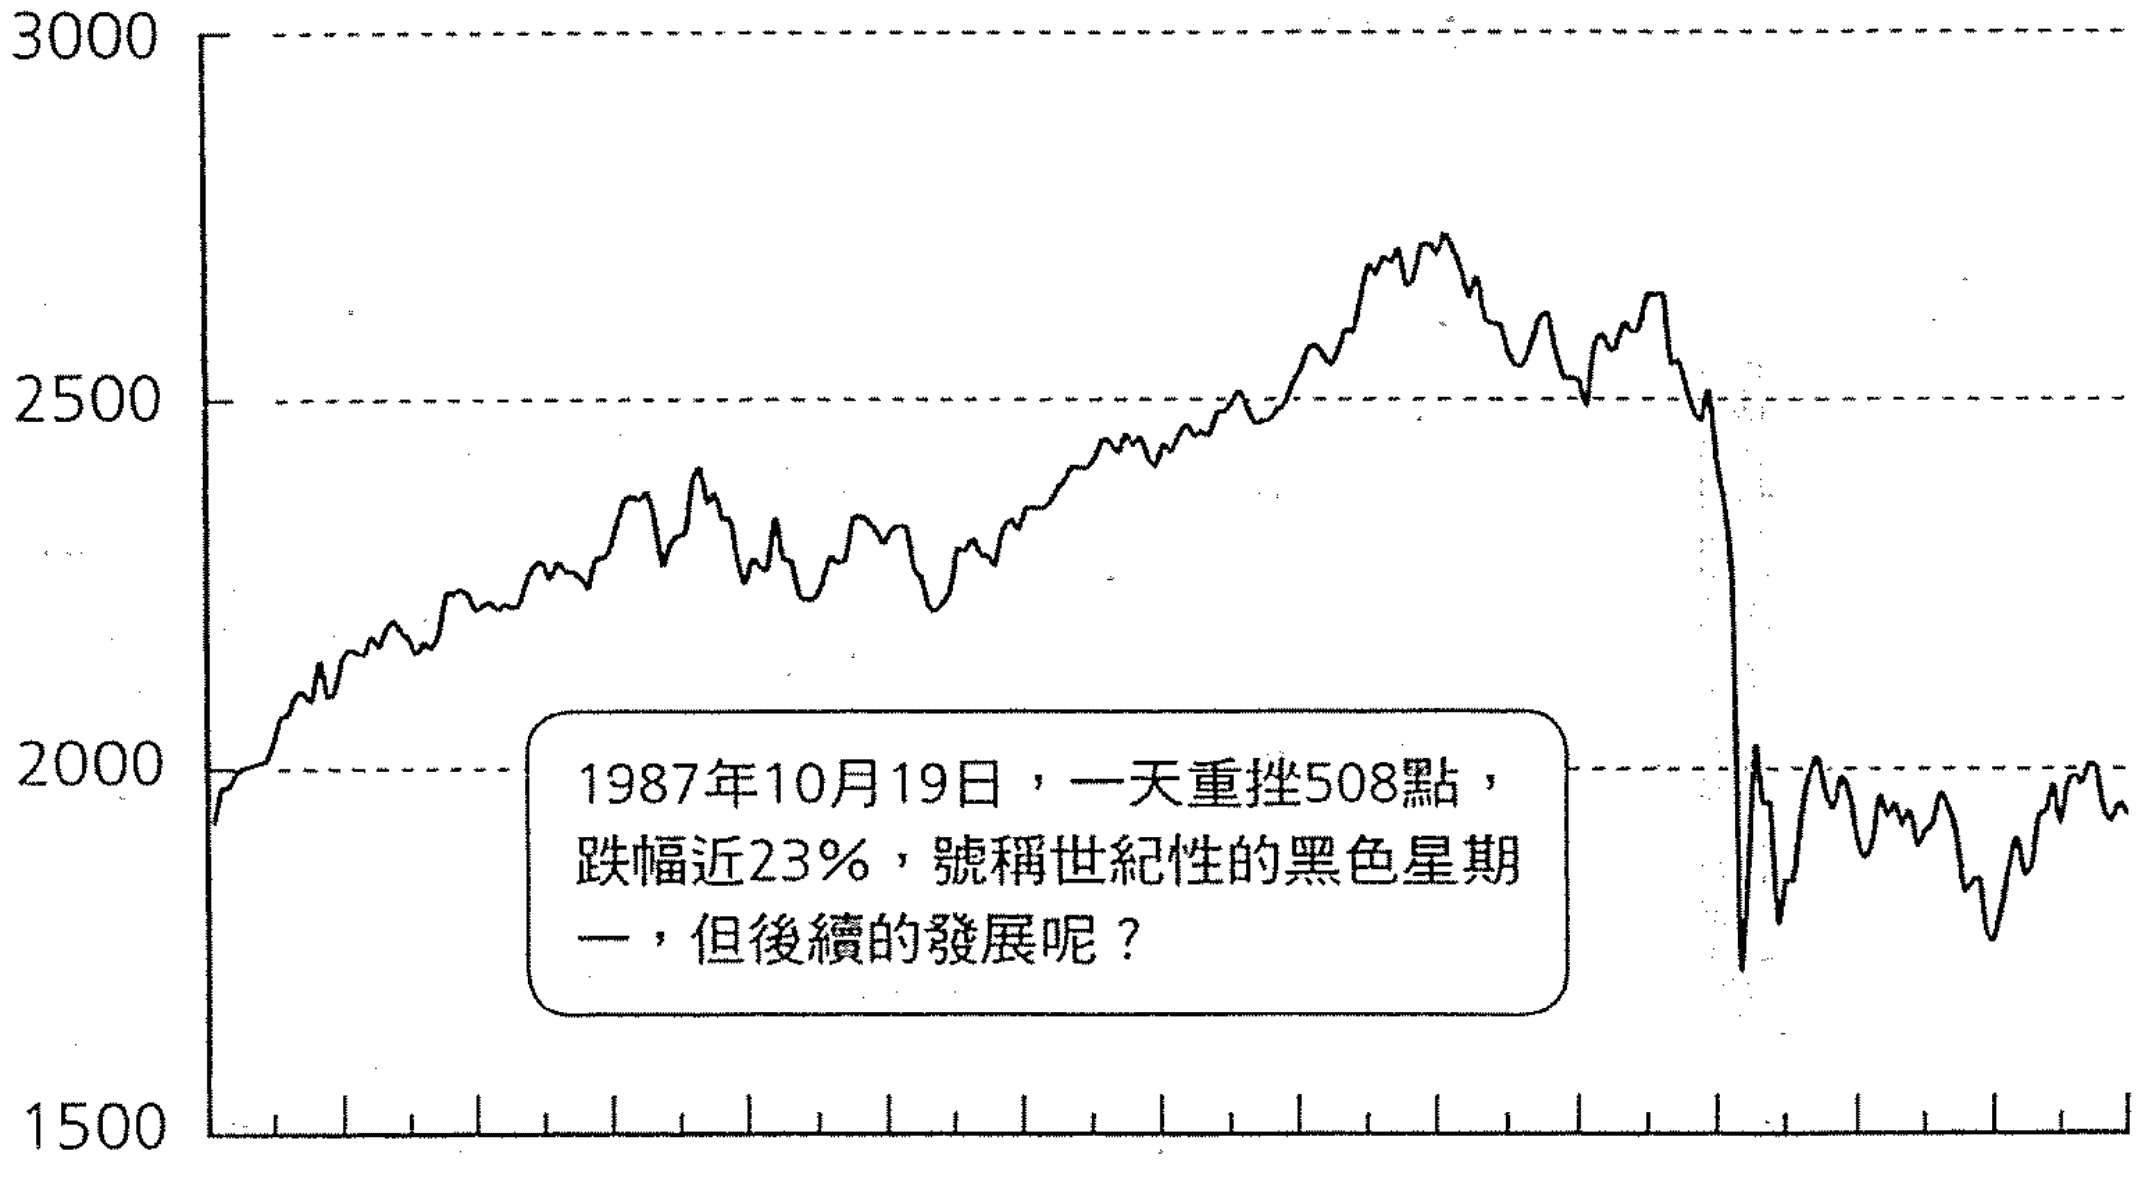 3000
2500
2000
1500
1987年10月19日，一天重挫508點，
跌幅近23%，號稱世紀性的黑色星期
一，但後續的發展呢？